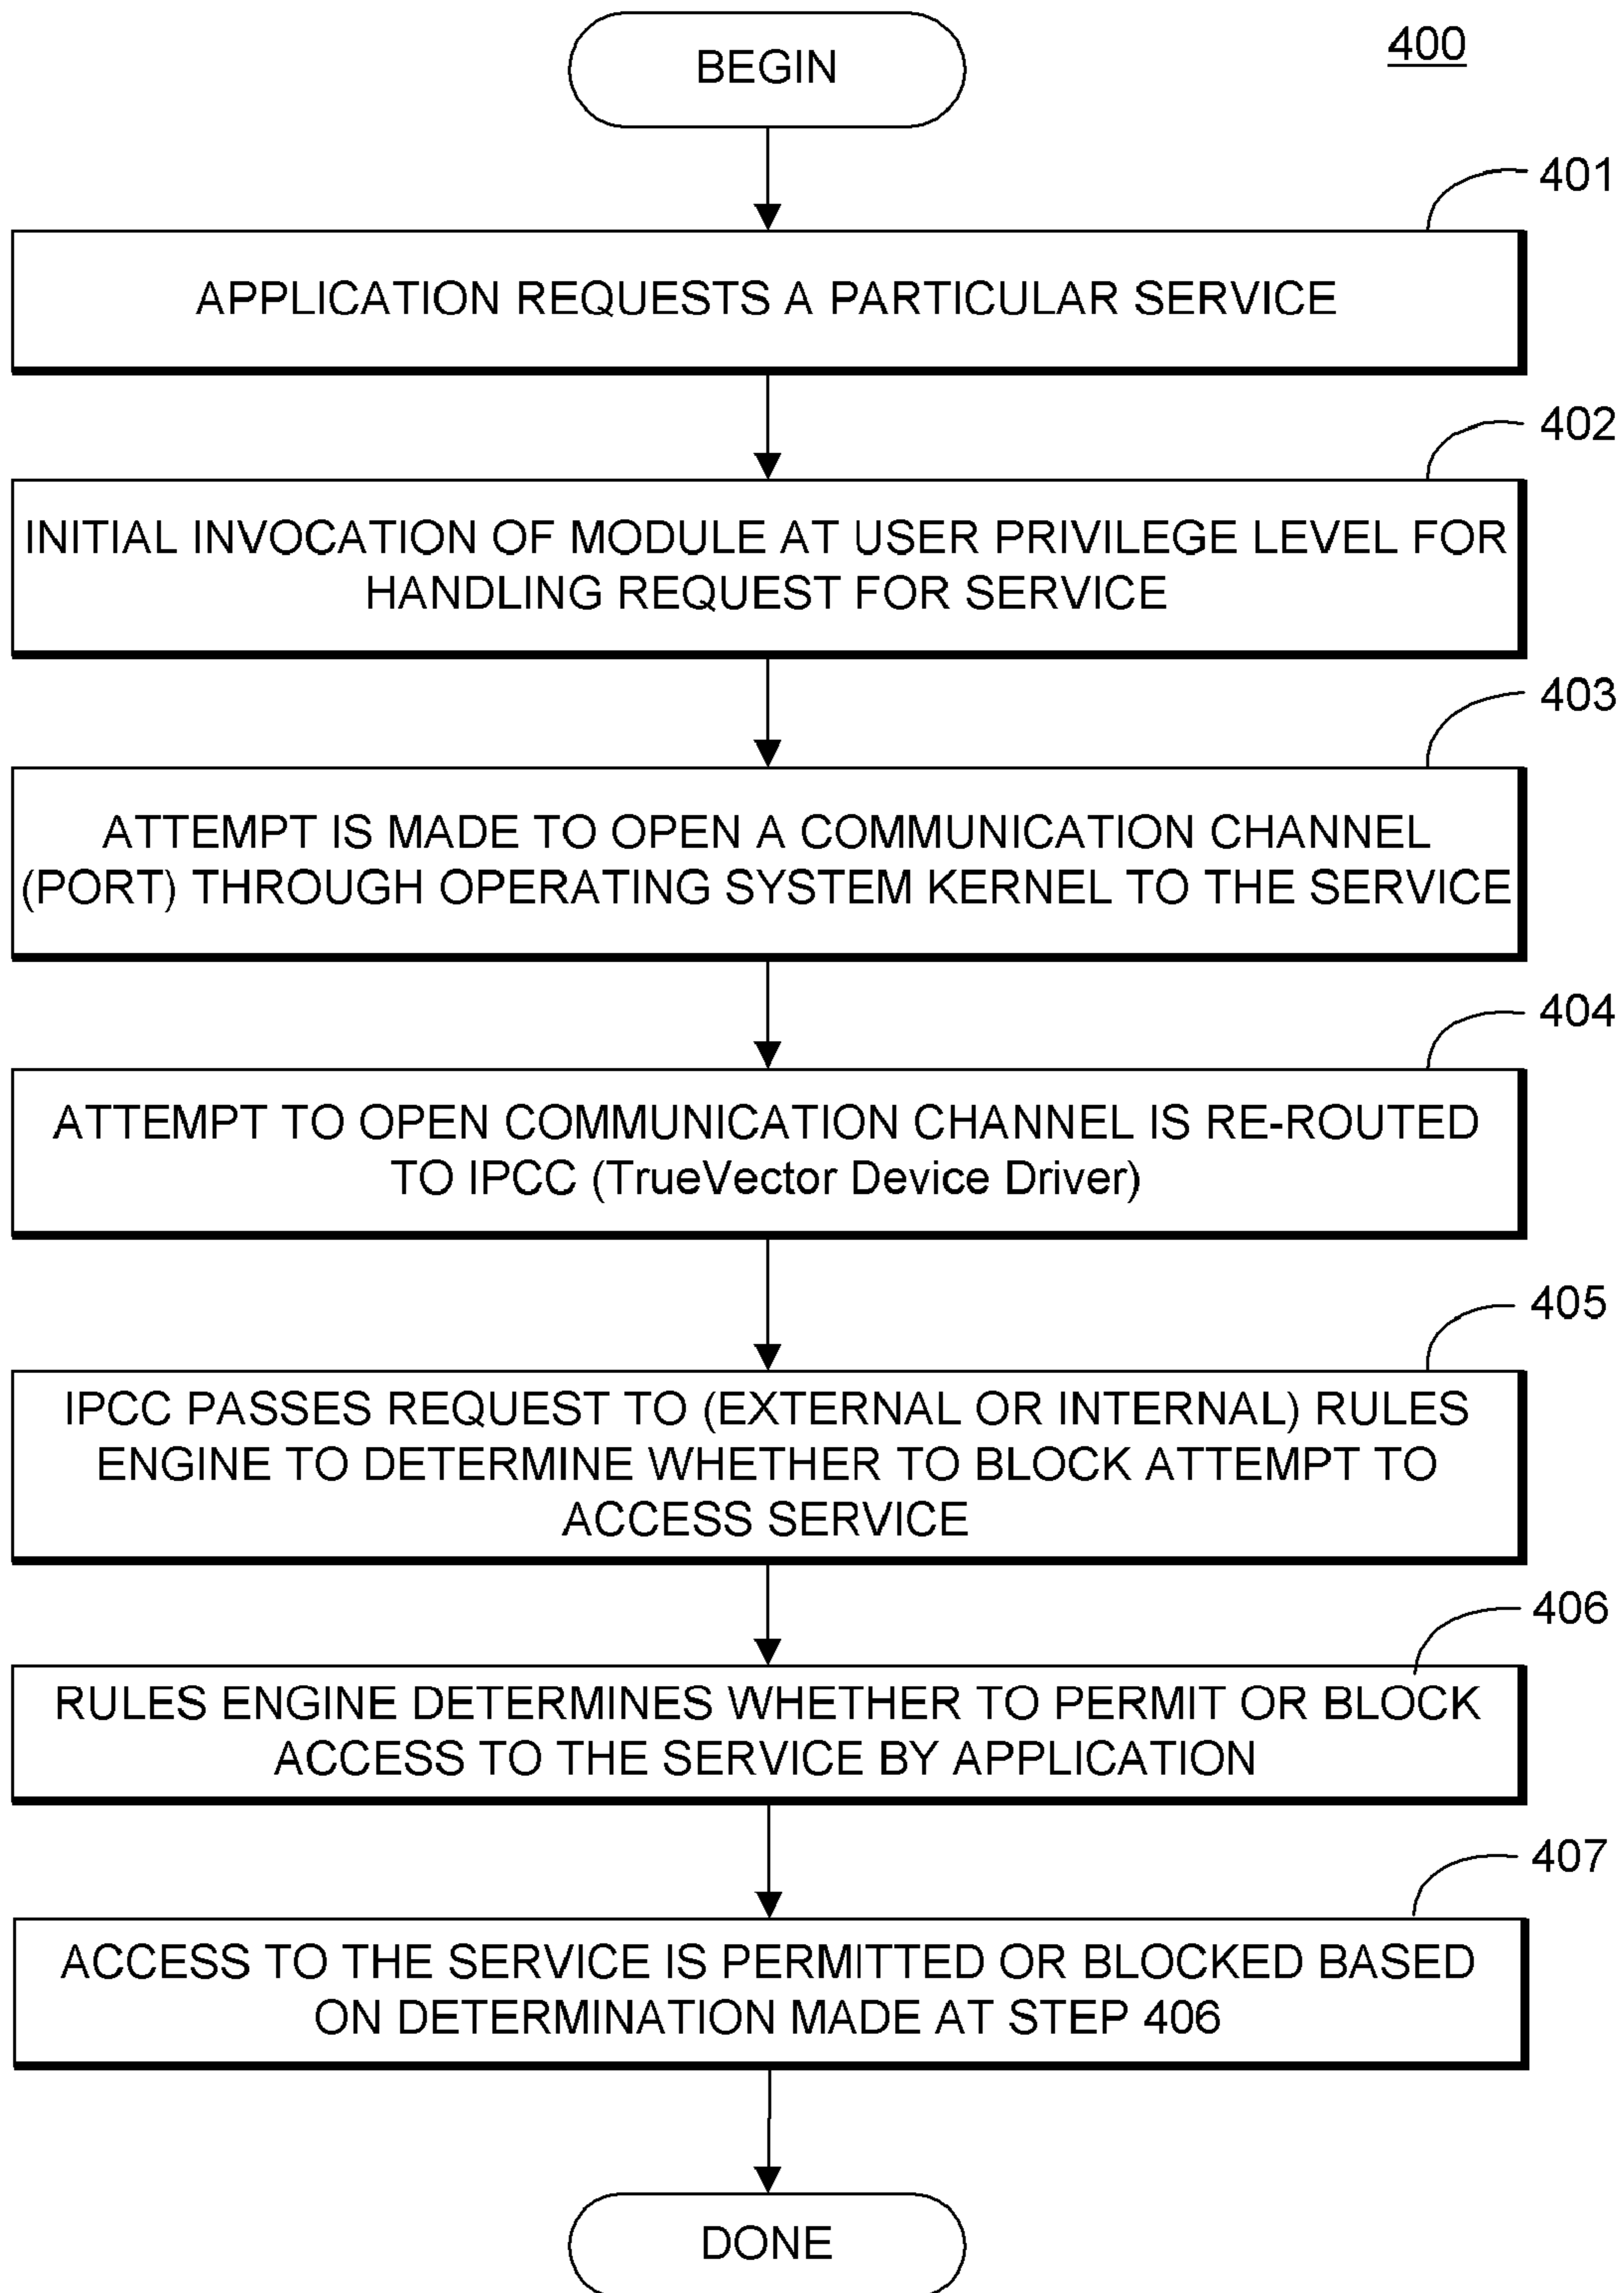 BEGIN
400
401
APPLICATION REQUESTS A PARTICULAR SERVICE
402
INITIAL INVOCATION OF MODULE AT USER PRIVILEGE LEVEL FOR
HANDLING REQUEST FOR SERVICE
403
ATTEMPT IS MADE TO OPEN A COMMUNICATION CHANNEL
(PORT) THROUGH OPERATING SYSTEM KERNEL TO THE SERVICE
404
ATTEMPT TO OPEN COMMUNICATION CHANNEL IS RE-ROUTED
TO IPCC (TrueVector Device Driver)
405
IPCC PASSES REQUEST TO (EXTERNAL OR INTERNAL) RULES
ENGINE TO DETERMINE WHETHER TO BLOCK ATTEMPT TO
ACCESS SERVICE
406
RULES ENGINE DETERMINES WHETHER TO PERMIT OR BLOCK
ACCESS TO THE SERVICE BY APPLICATION
407
ACCESS TO THE SERVICE IS PERMITTED OR BLOCKED BASED
ON DETERMINATION MADE AT STEP 406
DONE